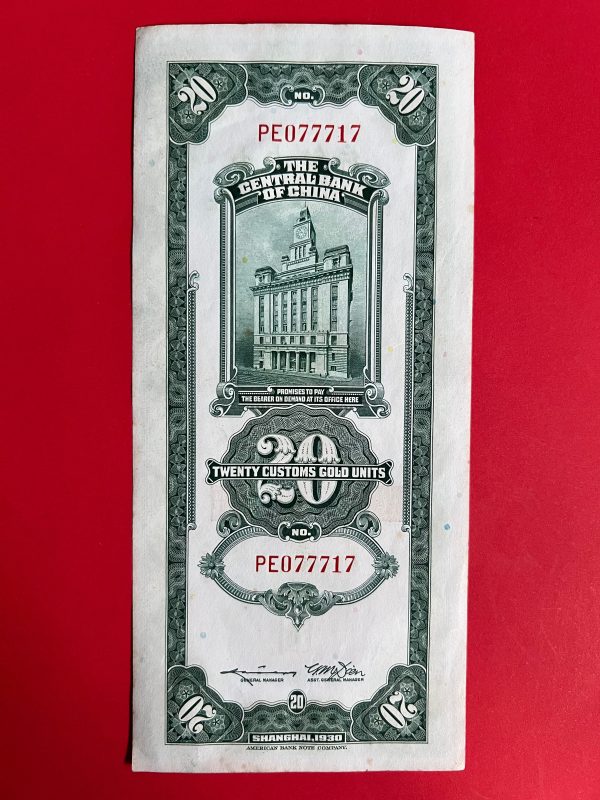 20 20
NO.
PE077717
THE
CENTRAL BANK
OF CHINA
PROMISES TO PAY
THE BEARER ON DEMAND AT ITS OFFICE HERE
20
TWENTY CUSTOMS GOLD UNITS
NO.
PE077717
GENERAL MANAGER ASST. GENERAL MANAGER
20 20 20
SHANGHAI, 1930
AMERICAN BANK NOTE COMPANY.